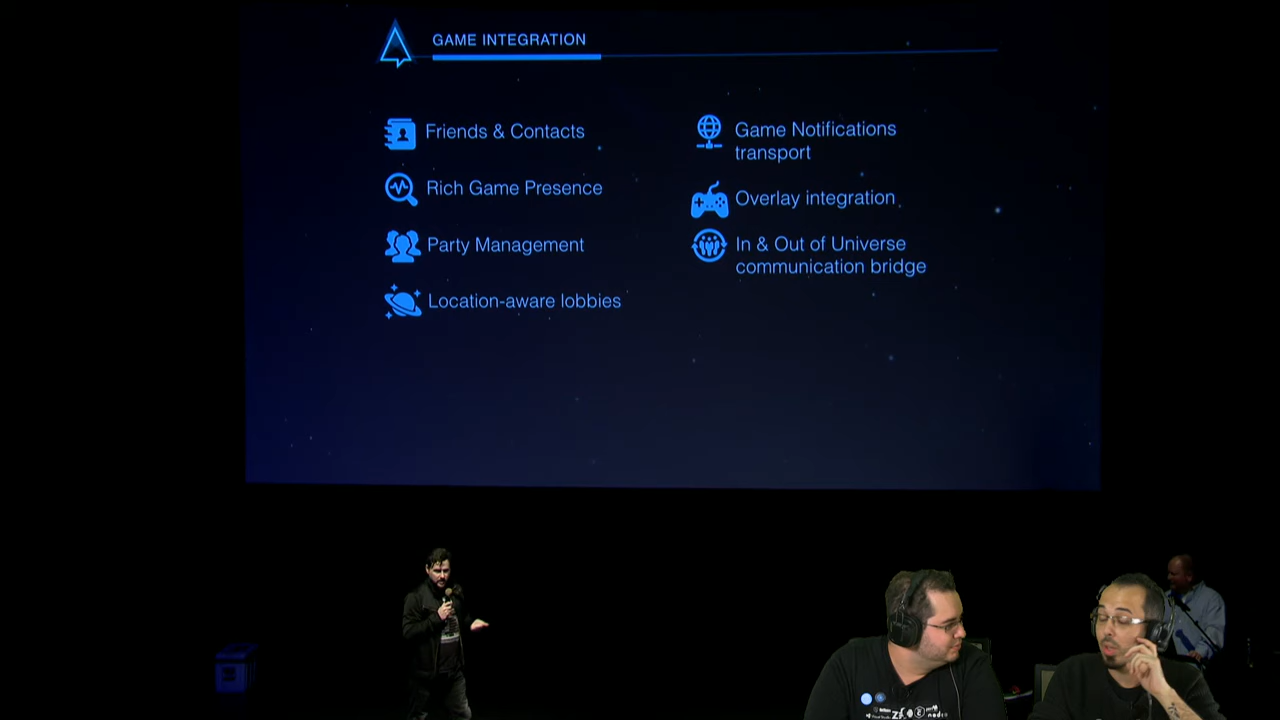 GAME INTEGRATION
Friends & Contacts
Rich Game Presence
Party Management
Location-aware lobbies
Game Notifications
transport
Overlay integration
In & Out of Universe
communication bridge